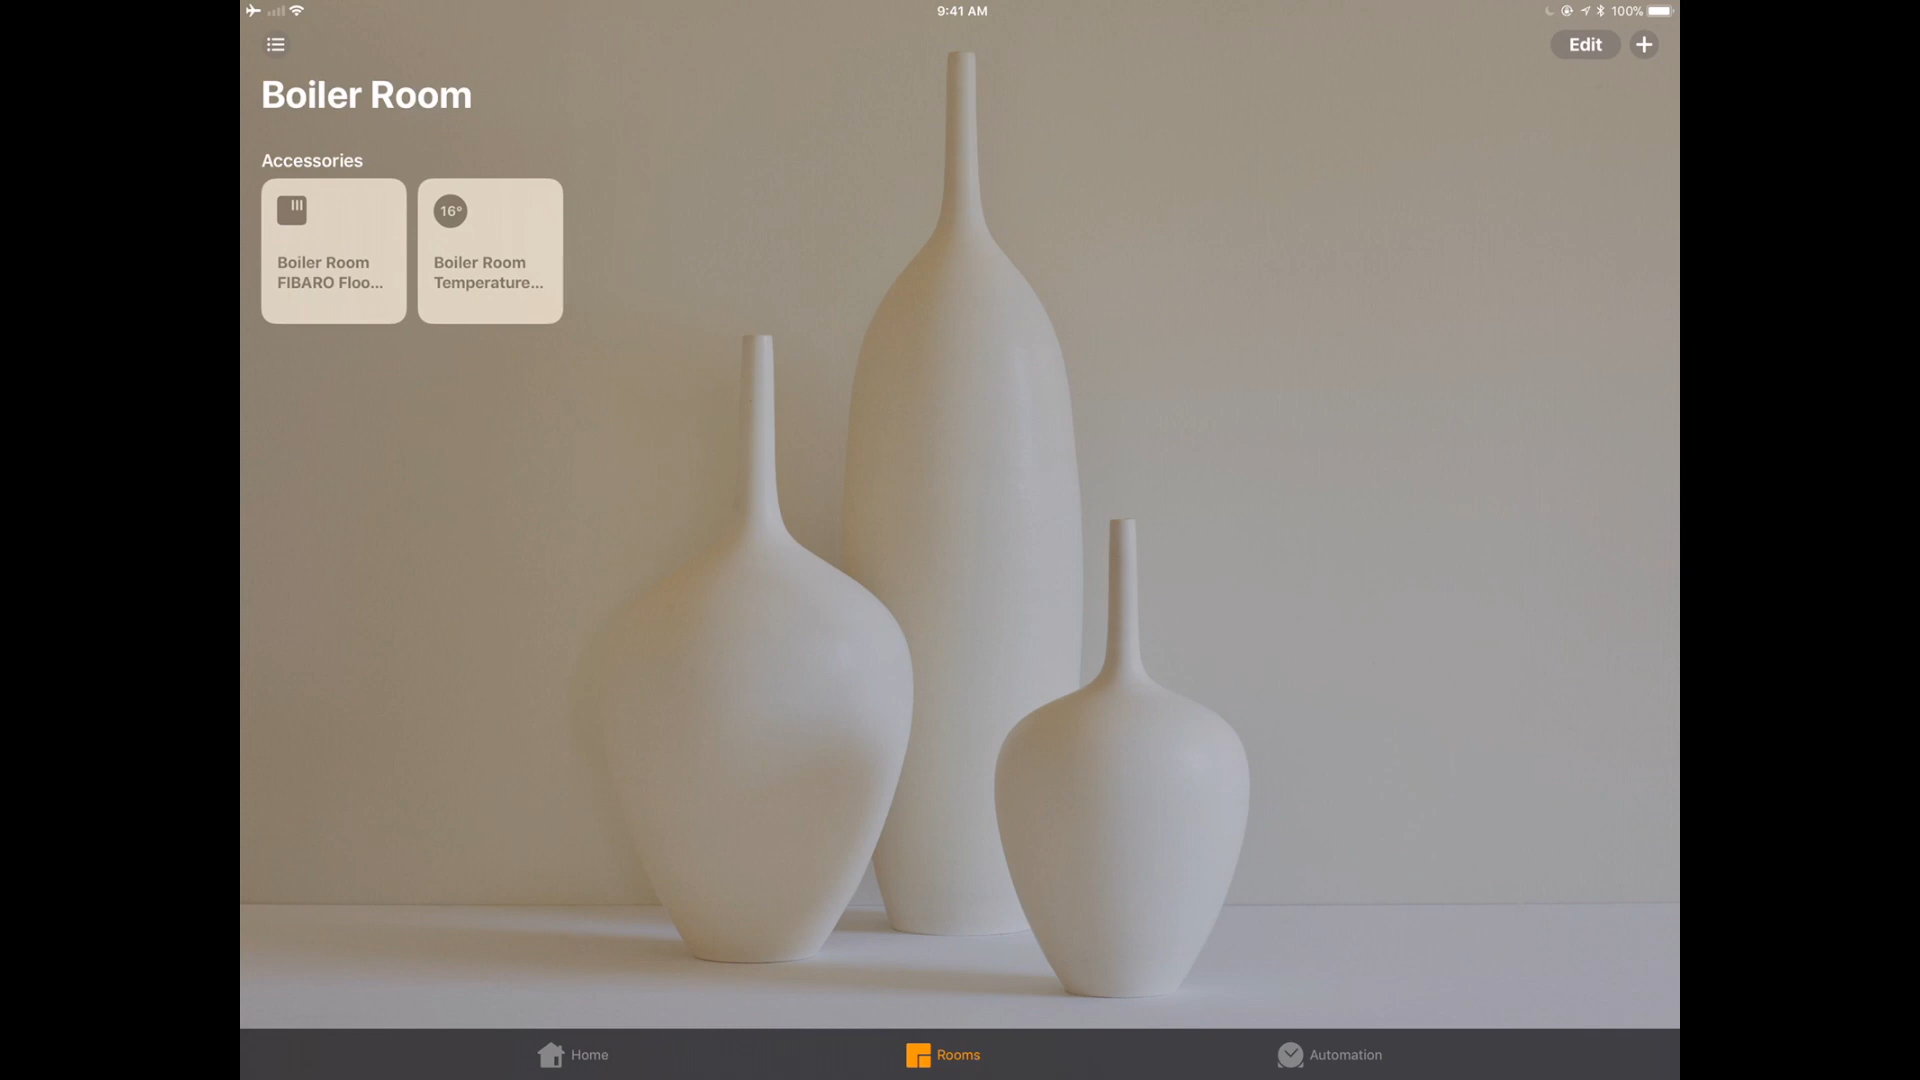 9:41 AM
100%
Edit
Boiler Room
Accessories
16°
Boiler Room
FIBARO Floo...
Boiler Room
Temperature...
Home
Rooms
Automation